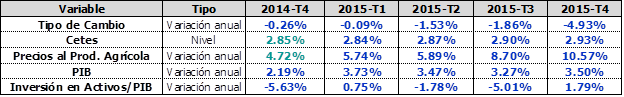 Variable Tipo 2014-T4 2015-T1 2015-T2 2015-T3 2015-T4
Tipo de Cambio Variación anual -0.26% -0.09% -1.53% -1.86% -4.93%
Cetes Nivel 2.85% 2.84% 2.87% 2.90% 2.93%
Precios al Prod. Agrícola Variación anual 4.72% 5.74% 5.89% 8.70% 10.57%
PIB Variación anual 2.19% 3.73% 3.47% 3.27% 3.50%
Inversión en Activos/PIB Variación anual -5.63% 0.75% -1.78% -5.01% 1.79%